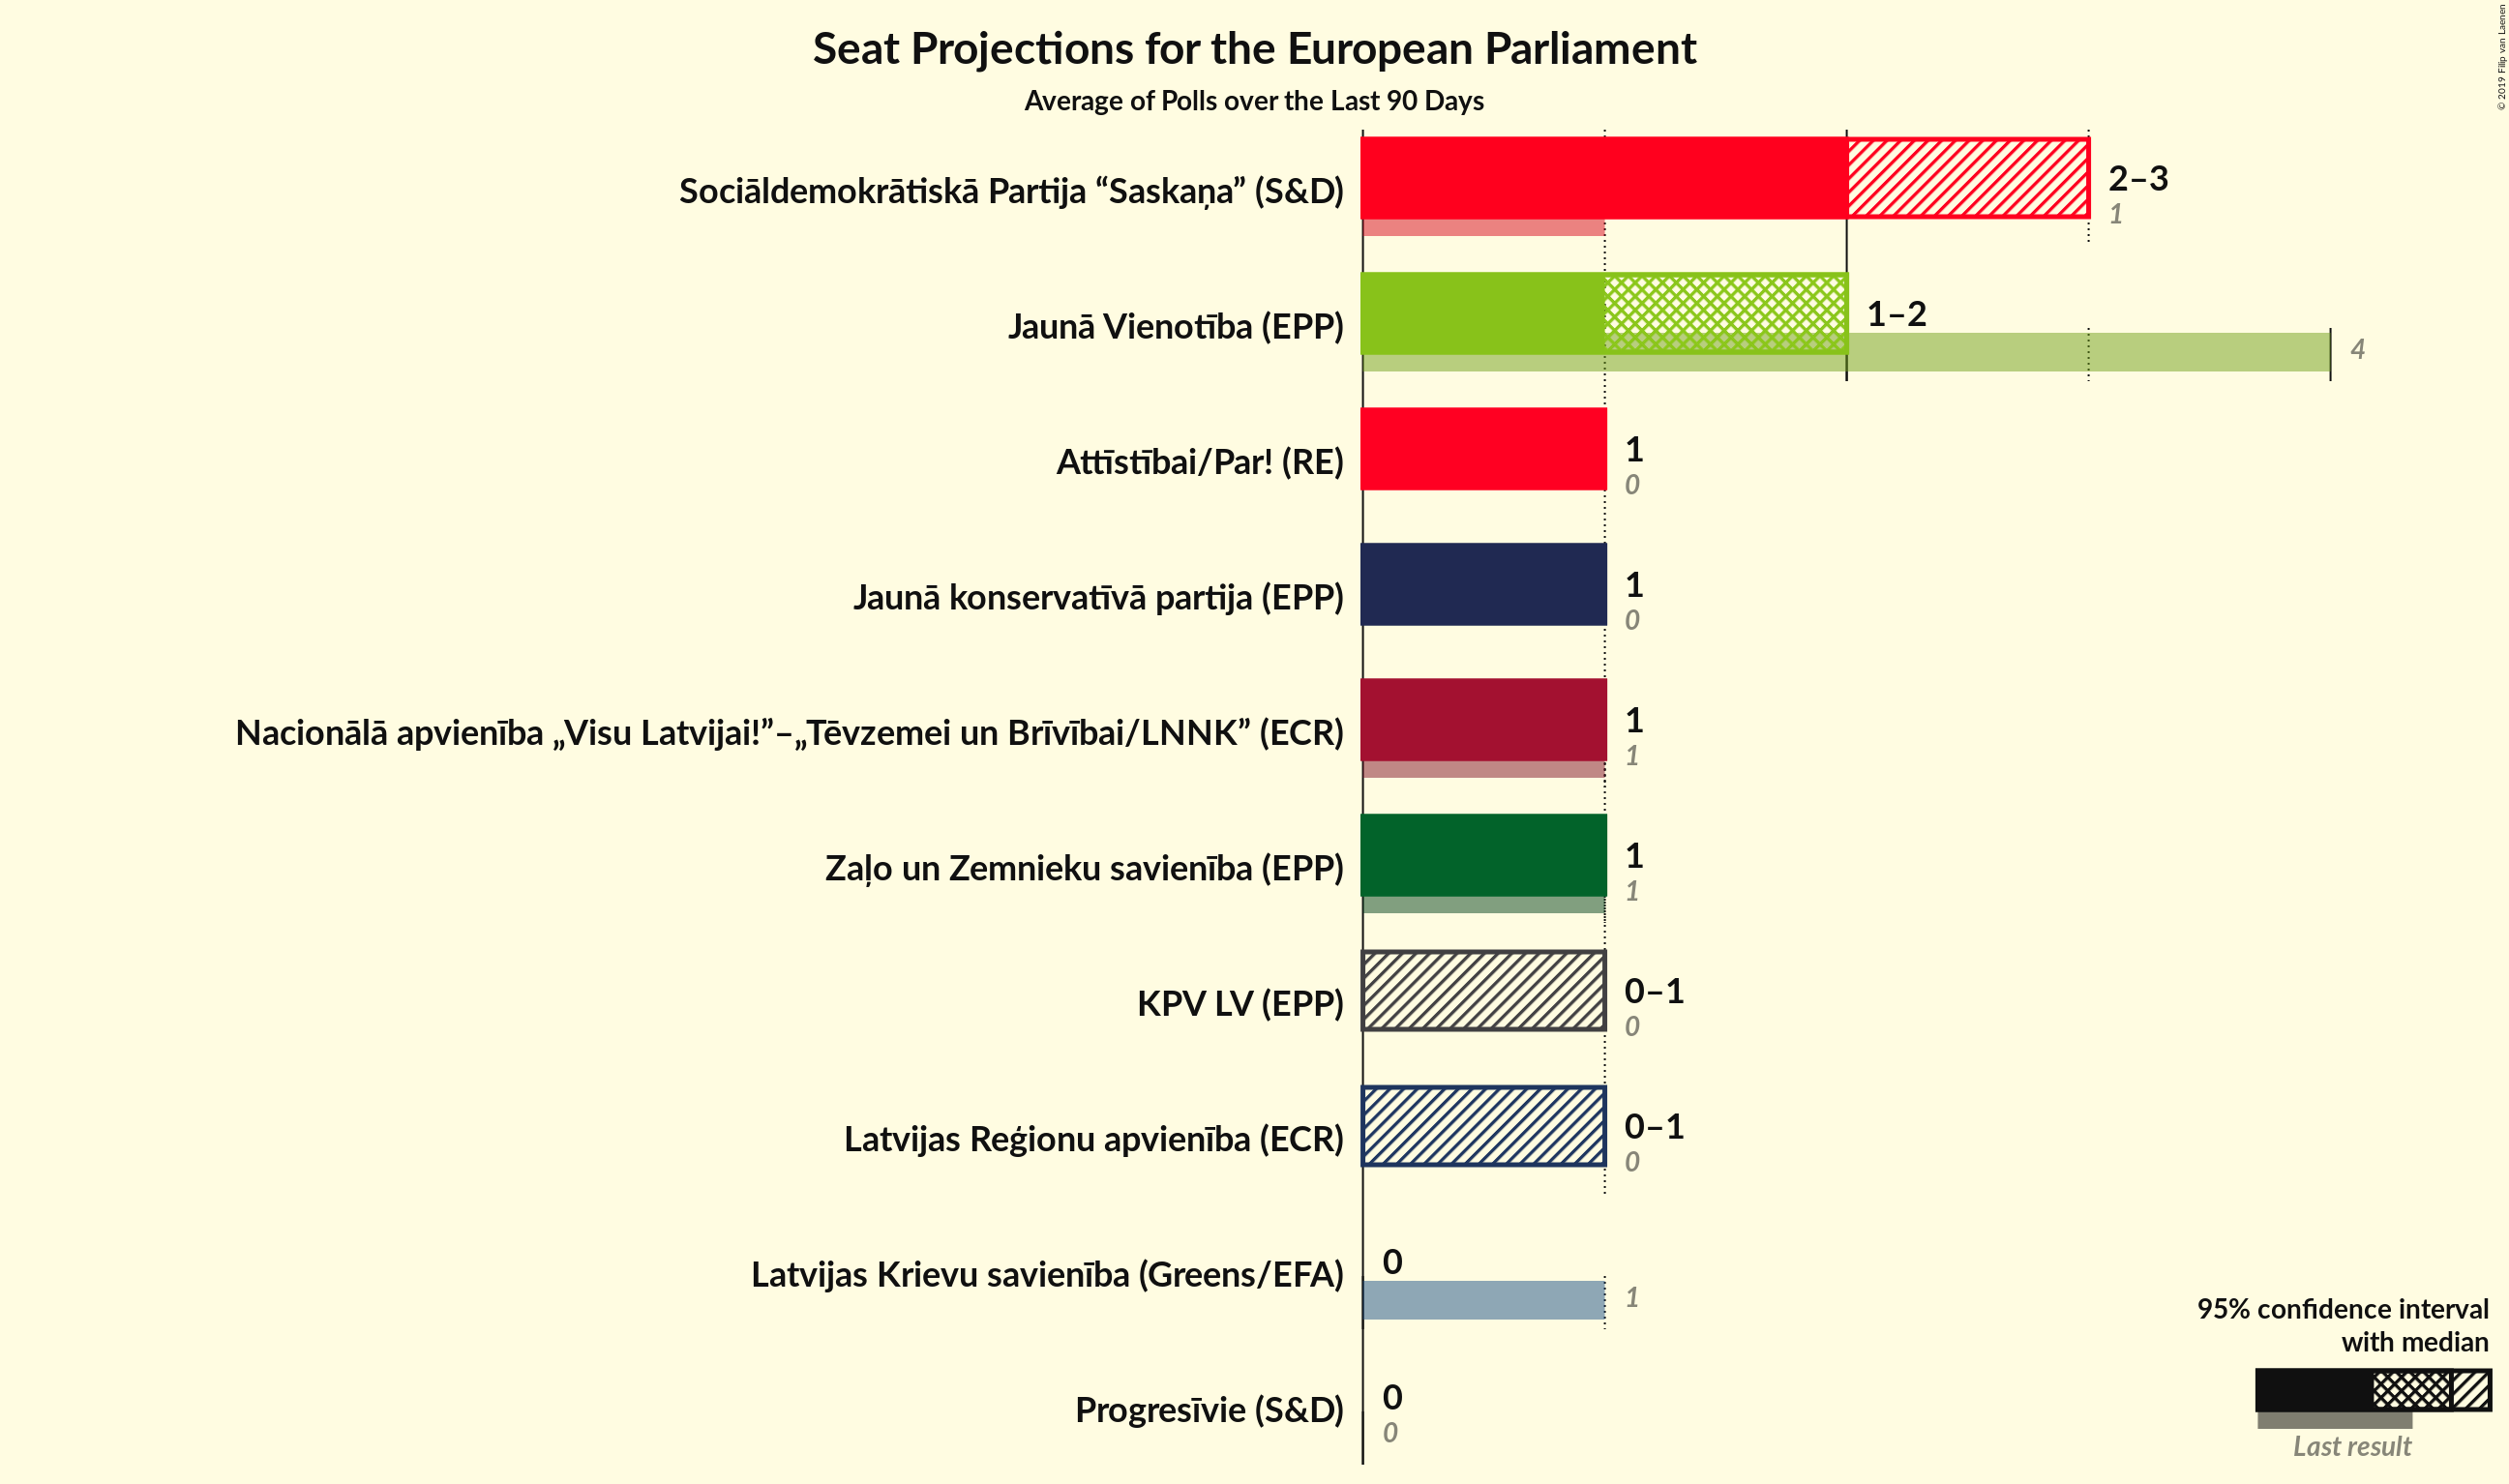 Seat Projections for the European Parliament
Average of Polls over the Last 90 Days
© 2019 Filip van Laenen
Sociāldemokrātiskā Partija “Saskaņa” (S&D)
2–3
1
Jaunā Vienotība (EPP)
1–2
4
Attīstībai/Par! (RE)
1
0
Jaunā konservatīvā partija (EPP)
1
0
Nacionālā apvienība „Visu Latvijai!”–„Tēvzemei un Brīvībai/LNNK” (ECR)
1
1
Zaļo un Zemnieku savienība (EPP)
1
1
KPV LV (EPP)
0–1
0
Latvijas Reģionu apvienība (ECR)
0–1
0
Latvijas Krievu savienība (Greens/EFA)
0
1
Progresīvie (S&D)
0
0
95% confidence interval
with median
Last result